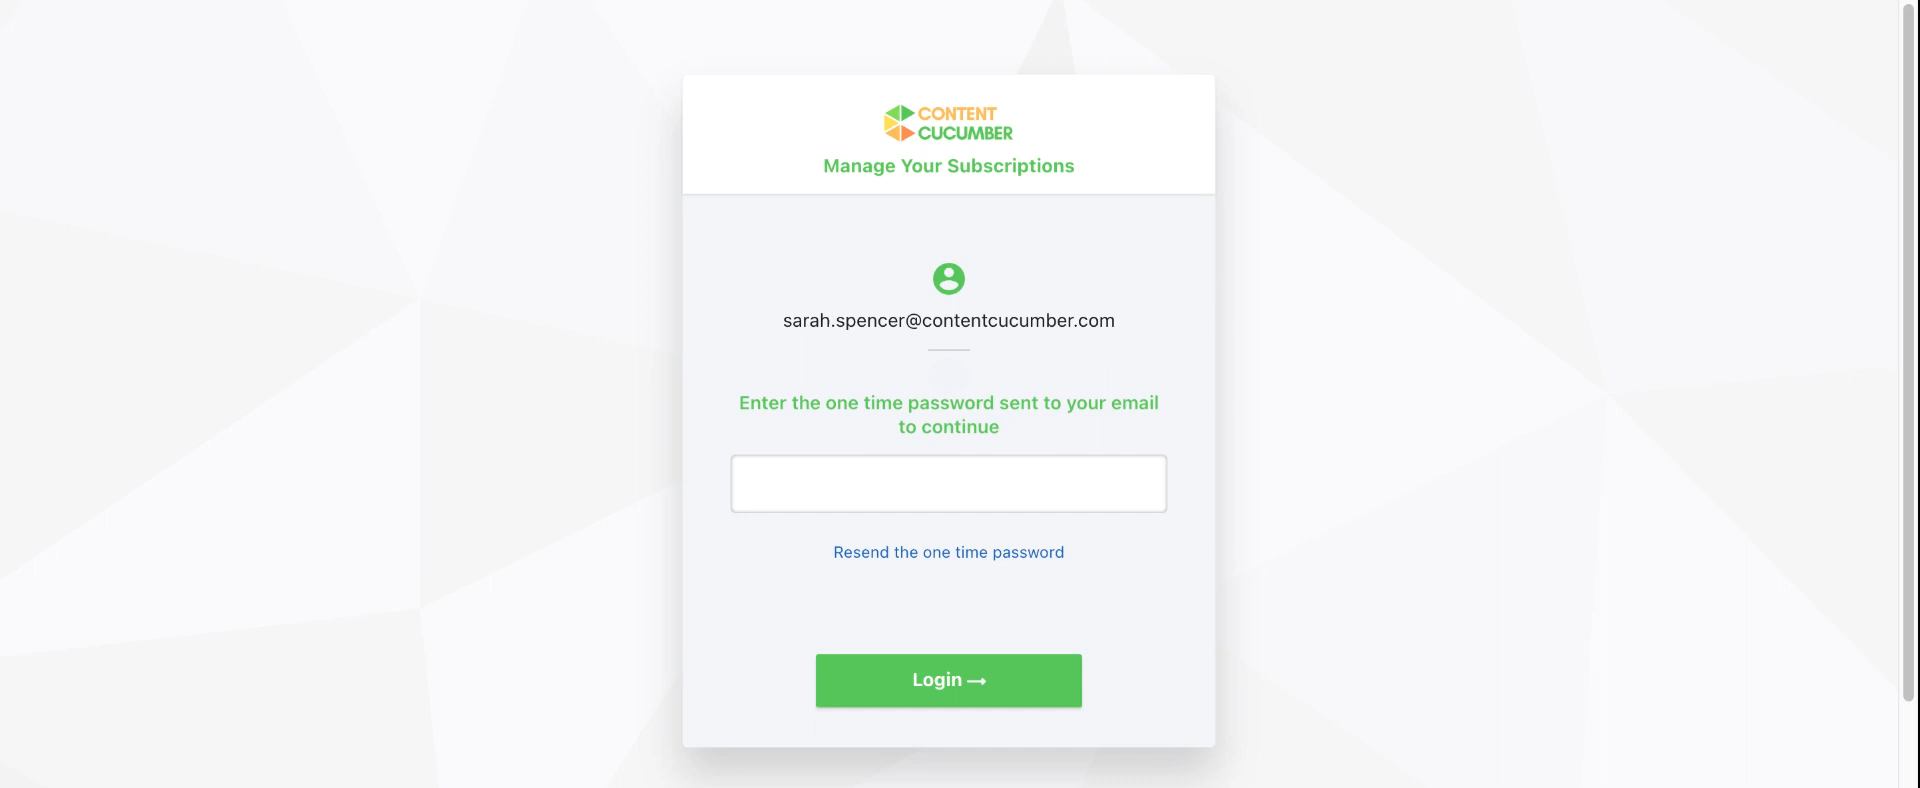 CONTENT
CUCUMBER
Manage Your Subscriptions
sarah.spencer@contentcucumber.com
Enter the one time password sent to your email
to continue
Resend the one time password
Login →